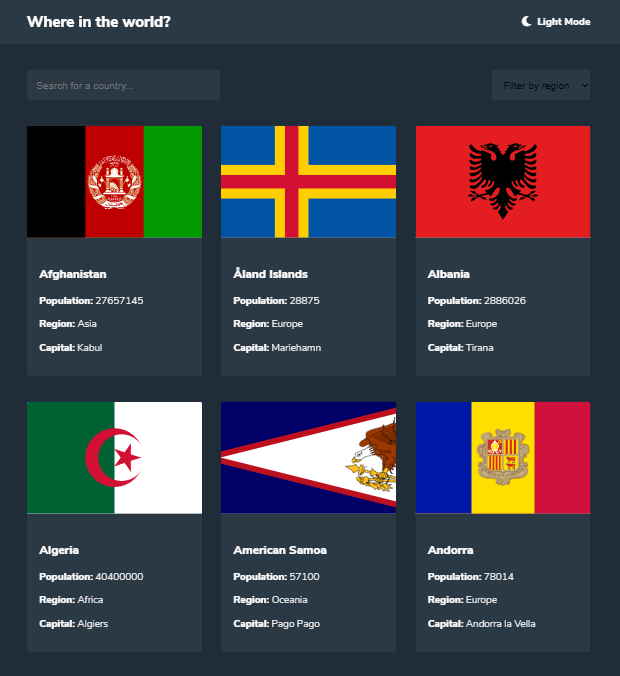 Where in the world?
Light Mode
Search for a country...
Filter by region
Afghanistan
Population: 27657145
Region: Asia
Capital: Kabul
Åland Islands
Population: 28875
Region: Europe
Capital: Mariehamn
Albania
Population: 2886026
Region: Europe
Capital: Tirana
Algeria
Population: 40400000
Region: Africa
Capital: Algiers
American Samoa
Population: 57100
Region: Oceania
Capital: Pago Pago
Andorra
Population: 78014
Region: Europe
Capital: Andorra la Vella